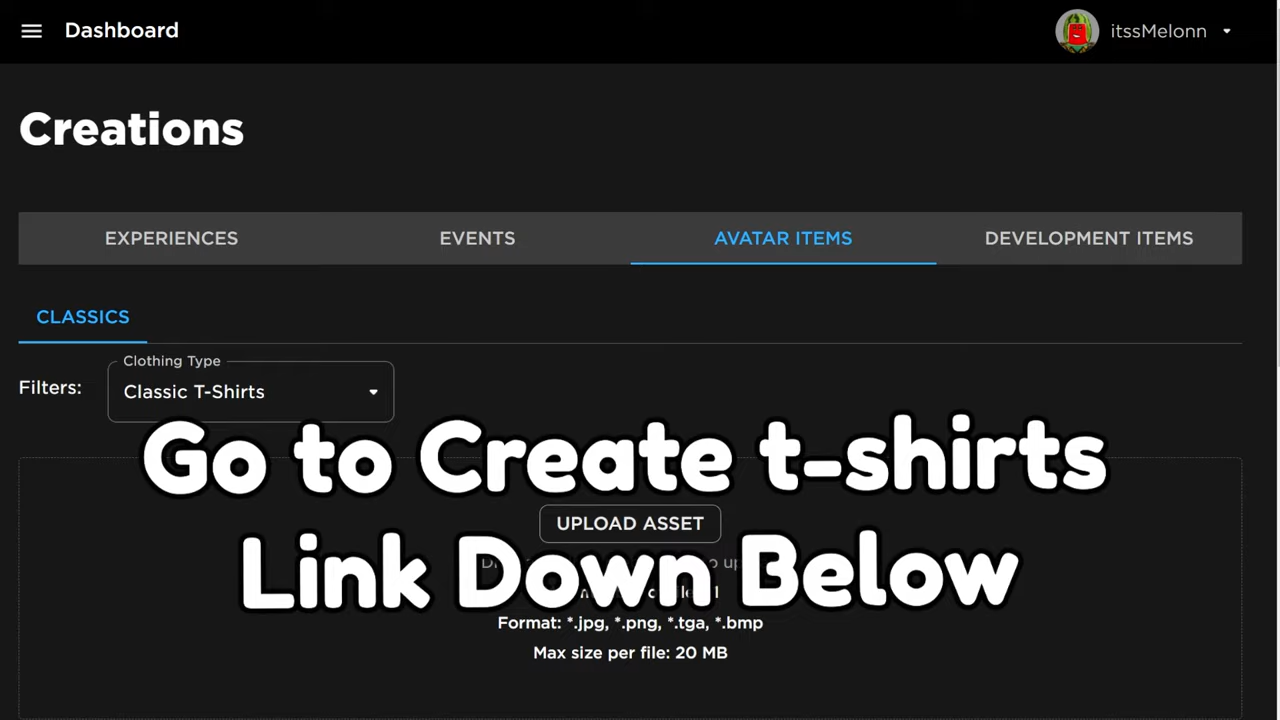 Dashboard
itssMelonn
Creations
EXPERIENCES
EVENTS
AVATAR ITEMS
DEVELOPMENT ITEMS
CLASSICS
Filters:
Clothing Type
Classic T-Shirts
Go to Create t-shirts
UPLOAD ASSET
Link Down Below
Format: *.jpg, *.png, *.tga, *.bmp
Max size per file: 20 MB